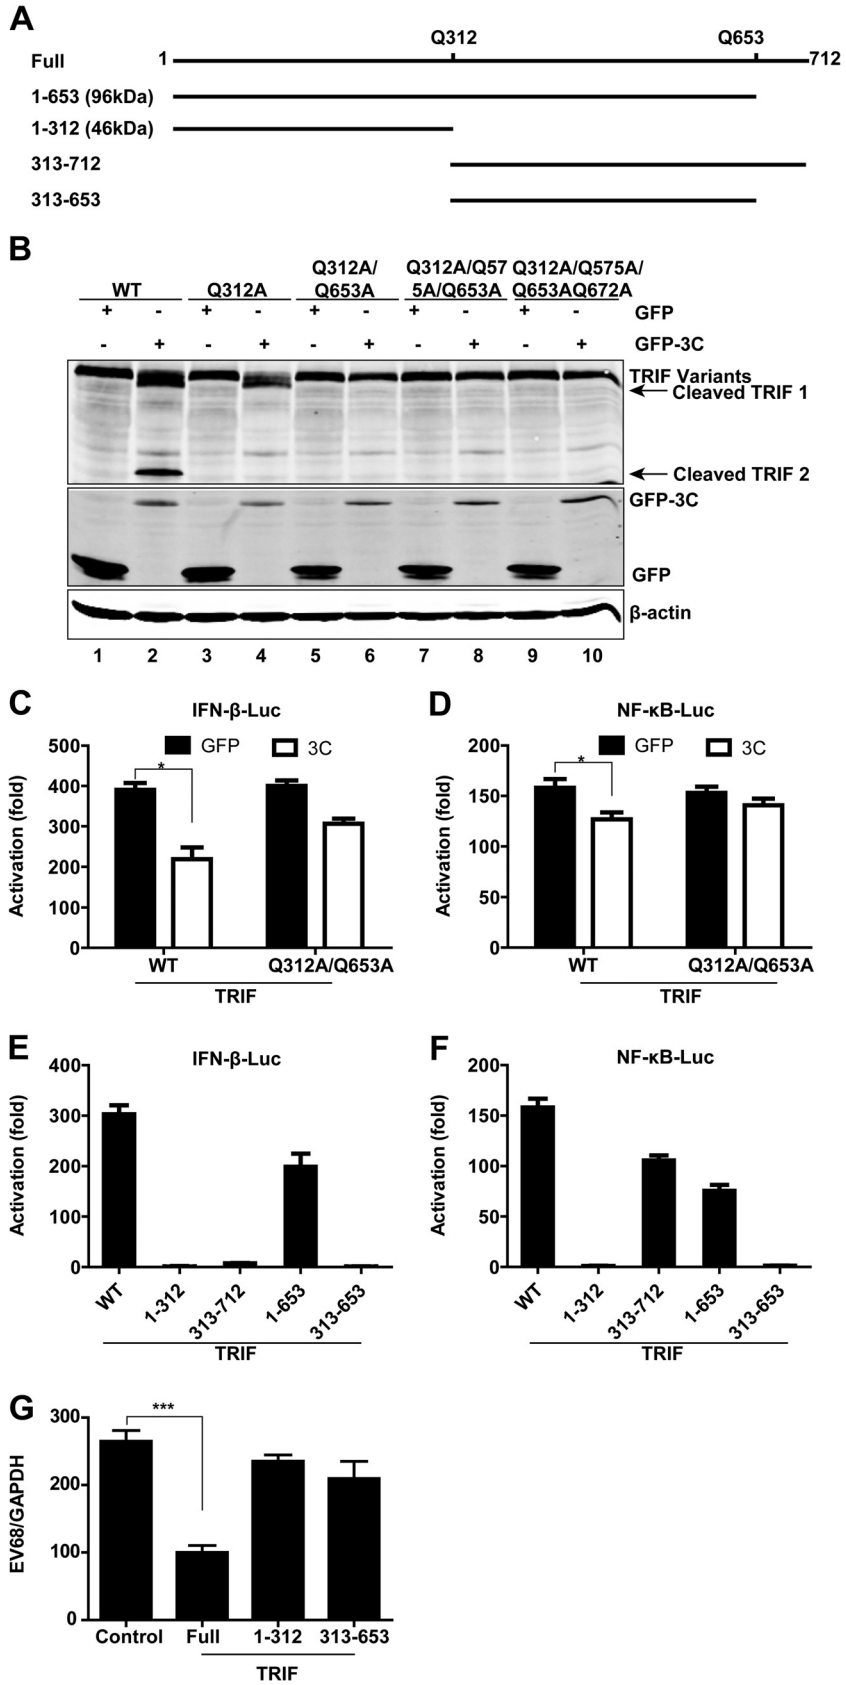 A
Q312 Q653
Full 1 712
1-653 (96kDa)
1-312 (46kDa)
313-712
313-653
B
WT Q312A Q312A/ Q653A Q312A/Q57 5A/Q653A Q312A/Q575A/ Q653AQ672A
+ - + - + - + - + - GFP
- + - + - + - + - + GFP-3C
TRIF Variants
Cleaved TRIF 1
Cleaved TRIF 2
GFP-3C
GFP
β-actin
1 2 3 4 5 6 7 8 9 10
C
IFN-β-Luc
GFP 3C
*
Activation (fold)
500
400
300
200
100
0
WT Q312A/Q653A
TRIF
D
NF-κB-Luc
GFP 3C
*
Activation (fold)
200
150
100
50
0
WT Q312A/Q653A
TRIF
E
IFN-β-Luc
Activation (fold)
400
300
200
100
0
WT 1-312 313-712 1-653 313-653
TRIF
F
NF-κB-Luc
Activation (fold)
200
150
100
50
0
WT 1-312 313-712 1-653 313-653
TRIF
G
***
EV68/GAPDH
300
200
100
0
Control Full 1-312 313-653
TRIF